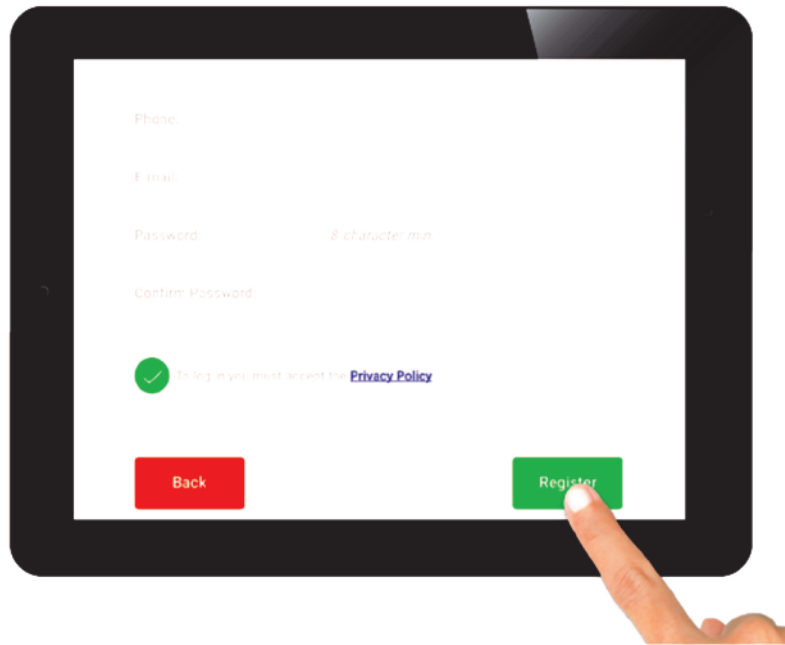 Phone:
E-mail:
Password: 8-character min
Confirm Password:
To log in you must accept the Privacy Policy
Back Register